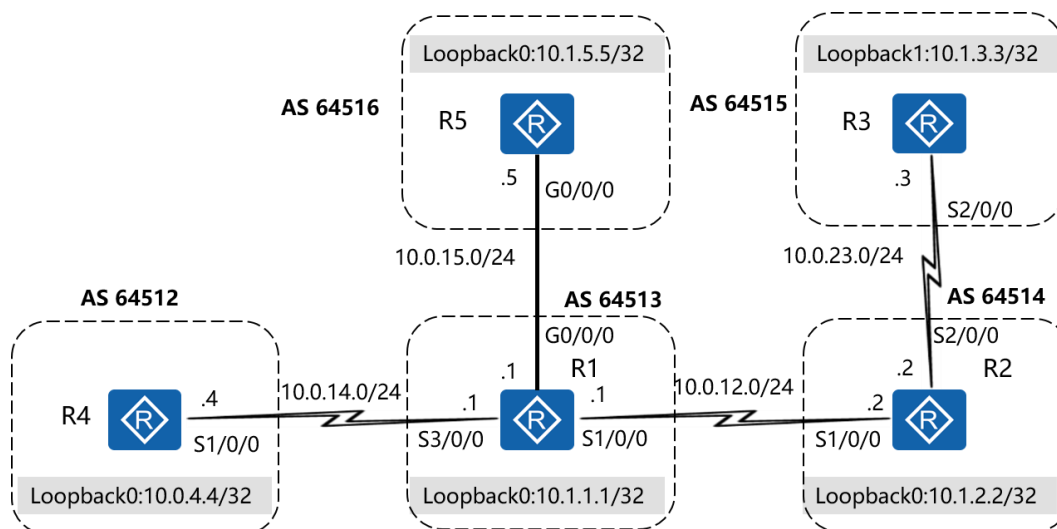 Loopback0:10.1.5.5/32
Loopback1:10.1.3.3/32
AS 64516
R5
R
AS 64515
R3
R
.5
G0/0/0
.3
S2/0/0
10.0.15.0/24
10.0.23.0/24
AS 64512
AS 64513
AS 64514
G0/0/0
S2/0/0
R4
R
.4
S1/0/0
10.0.14.0/24
.1
S3/0/0
.1
R
R1
.1
S1/0/0
10.0.12.0/24
.2
S1/0/0
.2
R
R2
Loopback0:10.0.4.4/32
Loopback0:10.1.1.1/32
Loopback0:10.1.2.2/32